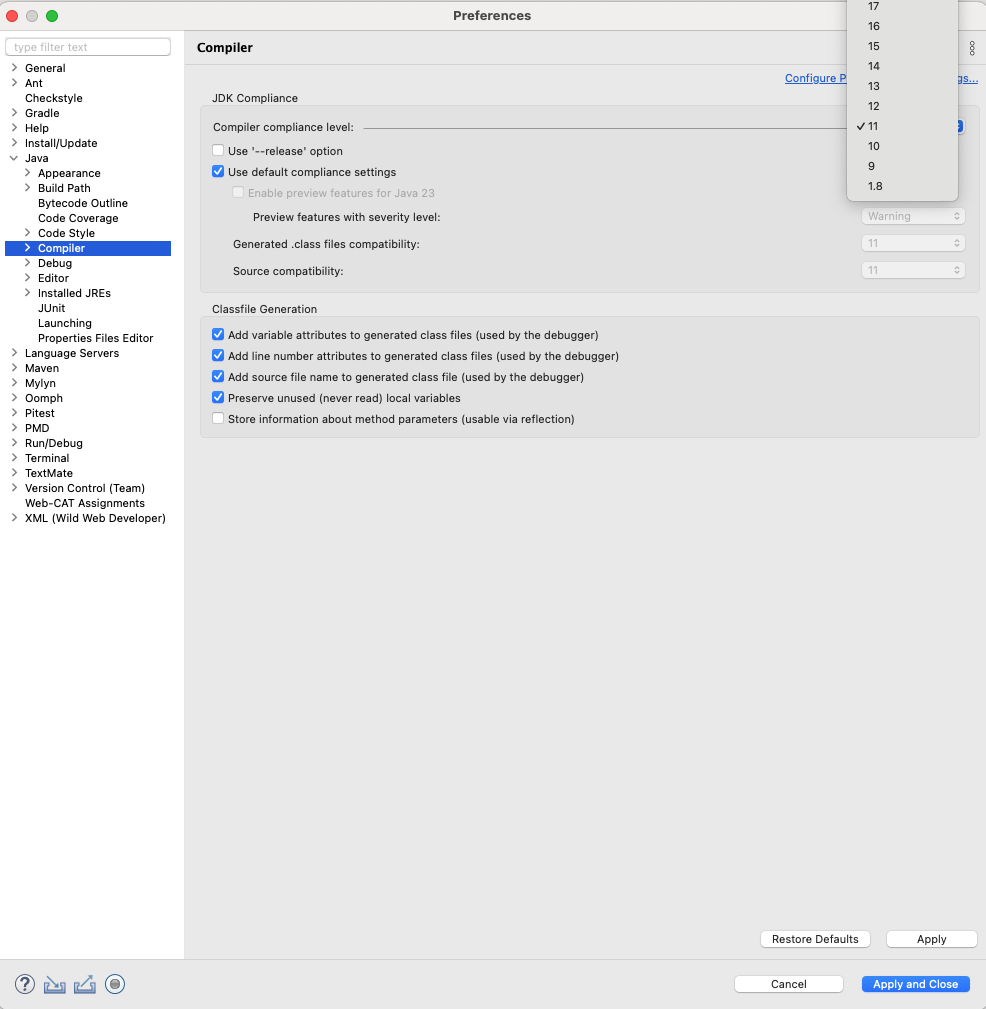 Preferences
type filter text
General
Ant
Checkstyle
Gradle
Help
Install/Update
Java
Appearance
Build Path
Bytecode Outline
Code Coverage
Code Style
Compiler
Debug
Editor
Installed JREs
JUnit
Launching
Properties Files Editor
Language Servers
Maven
Mylyn
Oomph
Pitest
PMD
Run/Debug
Terminal
TextMate
Version Control (Team)
Web-CAT Assignments
XML (Wild Web Developer)
Compiler
Configure P
gs...
JDK Compliance
Compiler compliance level:
17
16
15
14
13
12
✓ 11
10
9
1.8
Use '--release' option
Use default compliance settings
Enable preview features for Java 23
Preview features with severity level:
Warning
Generated .class files compatibility:
11
Source compatibility:
11
Classfile Generation
Add variable attributes to generated class files (used by the debugger)
Add line number attributes to generated class files (used by the debugger)
Add source file name to generated class file (used by the debugger)
Preserve unused (never read) local variables
Store information about method parameters (usable via reflection)
Restore Defaults
Apply
?
Cancel
Apply and Close